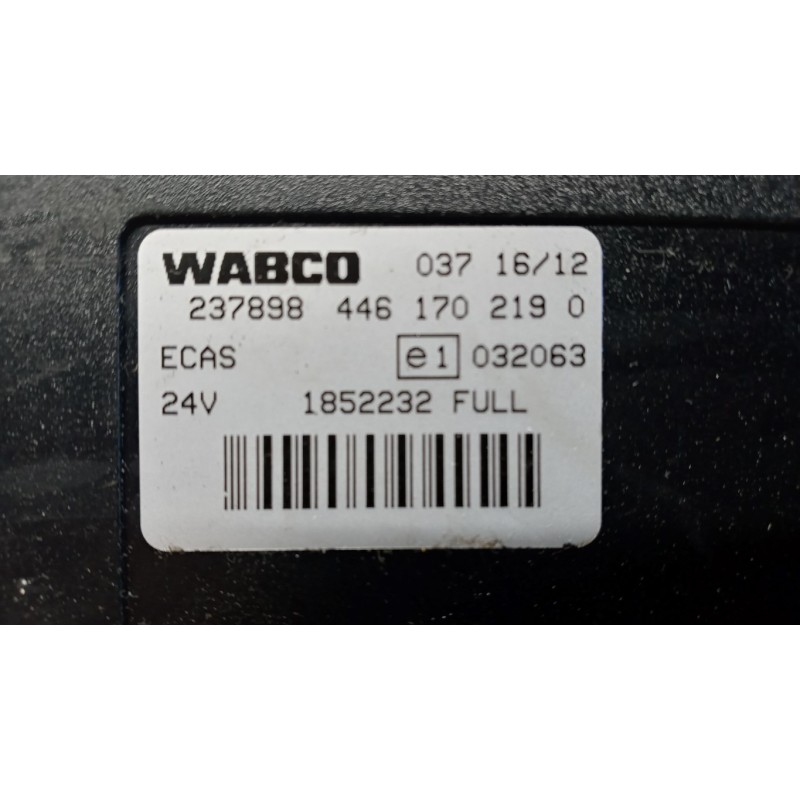 WABCO 037 16/12
237898 446 170 219 0
ECAS e1 032063
24V 1852232 FULL